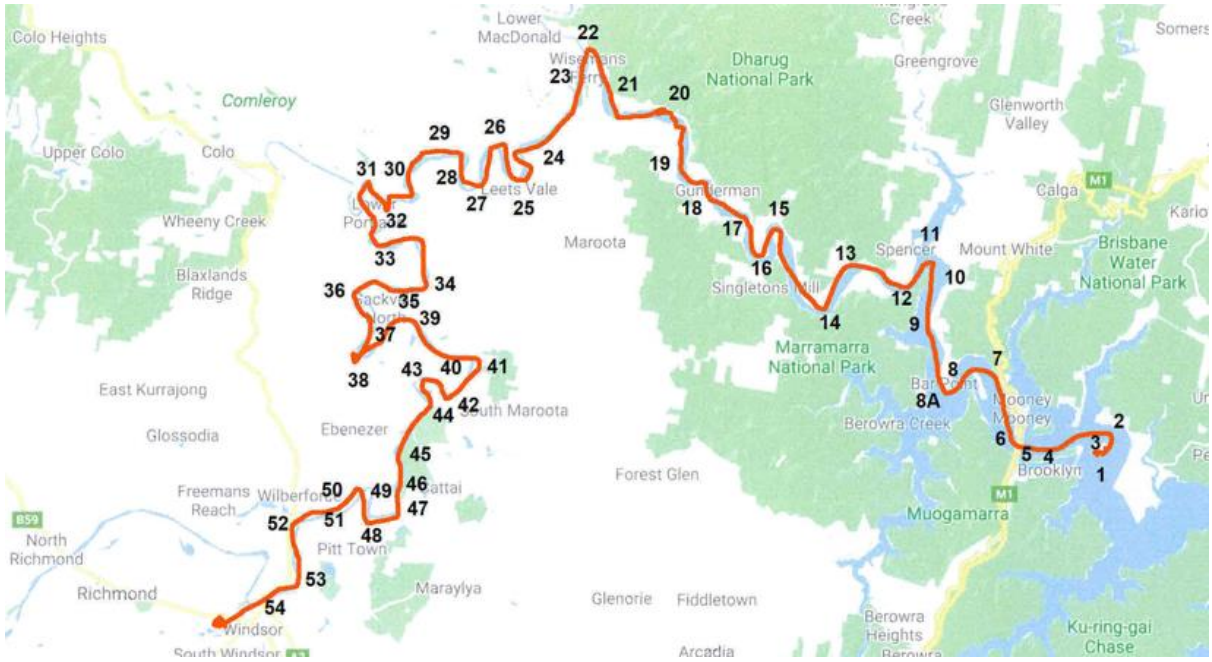 Colo Heights
Lower
MacDonald
22
Wisemans
Ferry
Dharug
National Park
Creek
Somers
Greengrove
23
21
Comleroy
20
Glenworth
Valley
29
26
Upper Colo
Colo
24
31
30
28
19
M1
27
Leets Vale
25
Gunderman
Calga
Lower
32
18
Wheeny Creek
17
15
Kario
33
Maroota
13
Spencer
11
Mount White
Brisbane
Water
National Park
Blaxlands
Ridge
34
16
Singletons Mill
12
10
36
35
Sackville
North
39
14
9
37
Marramarra
National Park
7
38
43
40
41
8
Bar Point
East Kurrajong
42
South Maroota
8A
Mooney
Mooney
2
44
Berowra Creek
Glossodia
Ebenezer
6
3
45
5
4
Brooklyn
1
Forest Glen
46
Cattai
Freemans
Reach
Wilberforce
50
49
47
M1
B59
52
51
48
Muogamarra
North
Richmond
Pitt Town
53
Richmond
Maraylya
54
Glenorie
Fiddletown
Windsor
Berowra
Heights
Berowra
Ku-ring-gai
Chase
South Windsor
Arcadia